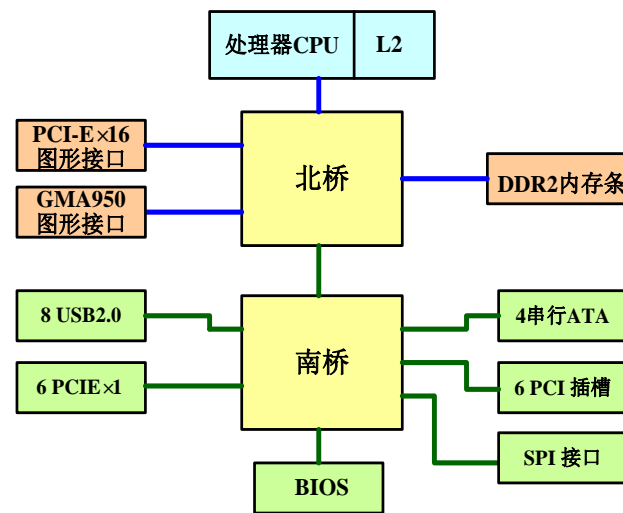 处理器CPU
L2
PCI-E×16
图形接口
北桥
GMA950
图形接口
DDR2内存条
8 USB2.0
4串行ATA
南桥
6 PCIE×1
6 PCI 插槽
SPI 接口
BIOS